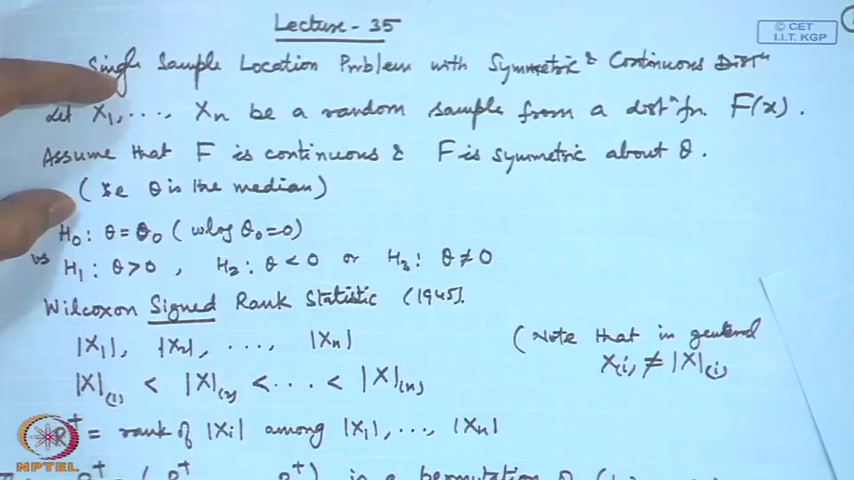 Lecture - 35
© CET
I.I.T. KGP
Single Sample Location Problem with Symmetric & Continuous Distⁿ
Let X₁, ..., Xₙ be a random sample from a distⁿ fn. F(x).
Assume that F is continuous & F is symmetric about θ.
(ie θ is the median)
H₀: θ = θ₀ (wlog θ₀ = 0)
vs H₁: θ > 0, H₂: θ < 0 or H₃: θ ≠ 0
Wilcoxon Signed Rank Statistic (1945).
|X₁|, |X₂|, ..., |Xₙ|
|X|₍₁₎ < |X|₍₂₎ < ... < |X|₍ₙ₎
(Note that in general
X₍ᵢ₎ ≠ |X|₍ᵢ₎
R⁺ = rank of |Xᵢ| among |X₁|, ..., |Xₙ|
R⁺ = (R⁺ R⁺) is a permutation of
NPTEL